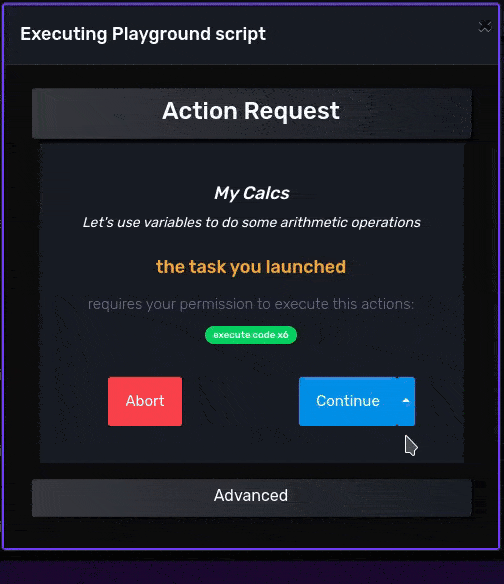 Executing Playground script
Action Request
My Calcs
Let's use variables to do some arithmetic operations
the task you launched
requires your permission to execute this actions:
execute code x6
Abort
Continue
Advanced